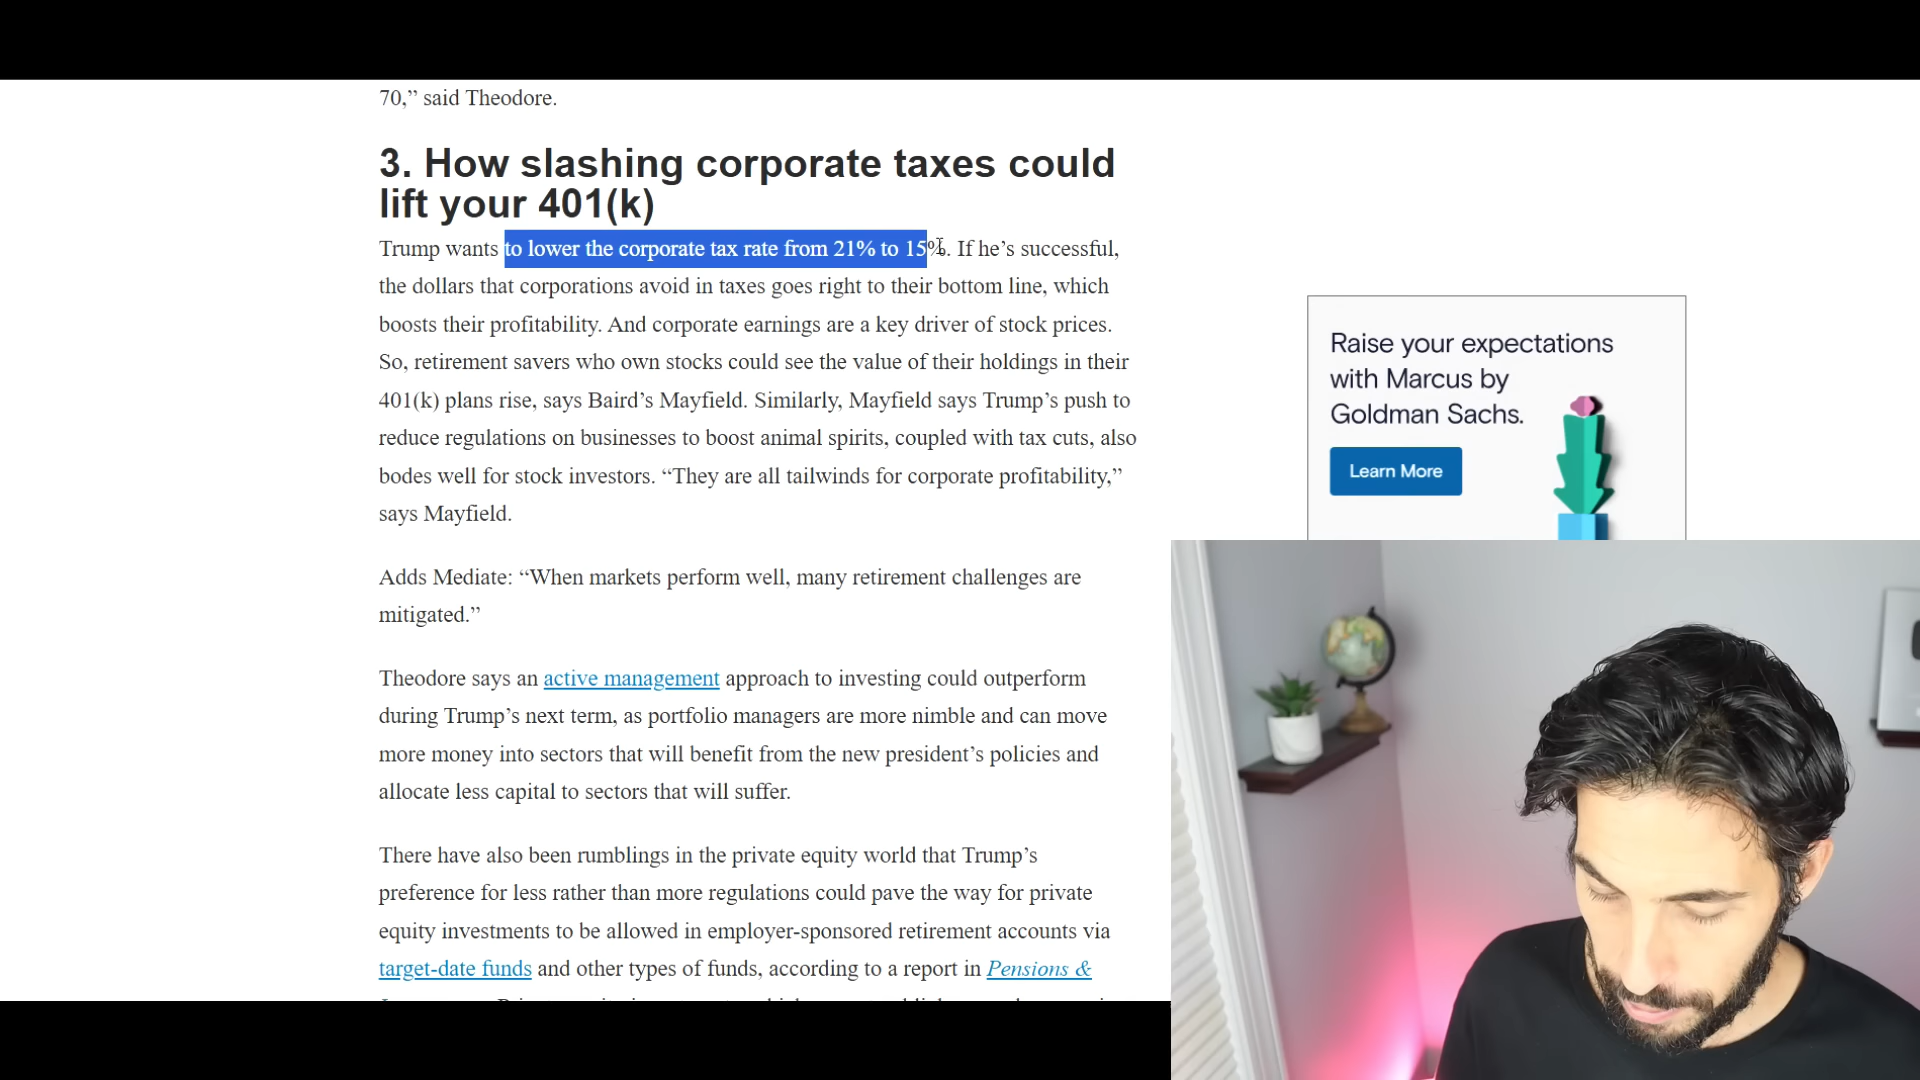 70,” said Theodore.
3. How slashing corporate taxes could
lift your 401(k)
Trump wants to lower the corporate tax rate from 21% to 15%. If he’s successful,
the dollars that corporations avoid in taxes goes right to their bottom line, which
boosts their profitability. And corporate earnings are a key driver of stock prices.
So, retirement savers who own stocks could see the value of their holdings in their
401(k) plans rise, says Baird’s Mayfield. Similarly, Mayfield says Trump’s push to
reduce regulations on businesses to boost animal spirits, coupled with tax cuts, also
bodes well for stock investors. “They are all tailwinds for corporate profitability,”
says Mayfield.
Adds Mediate: “When markets perform well, many retirement challenges are
mitigated.”
Theodore says an active management approach to investing could outperform
during Trump’s next term, as portfolio managers are more nimble and can move
more money into sectors that will benefit from the new president’s policies and
allocate less capital to sectors that will suffer.
There have also been rumblings in the private equity world that Trump’s
preference for less rather than more regulations could pave the way for private
equity investments to be allowed in employer-sponsored retirement accounts via
target-date funds and other types of funds, according to a report in Pensions &
Raise your expectations
with Marcus by
Goldman Sachs.
Learn More